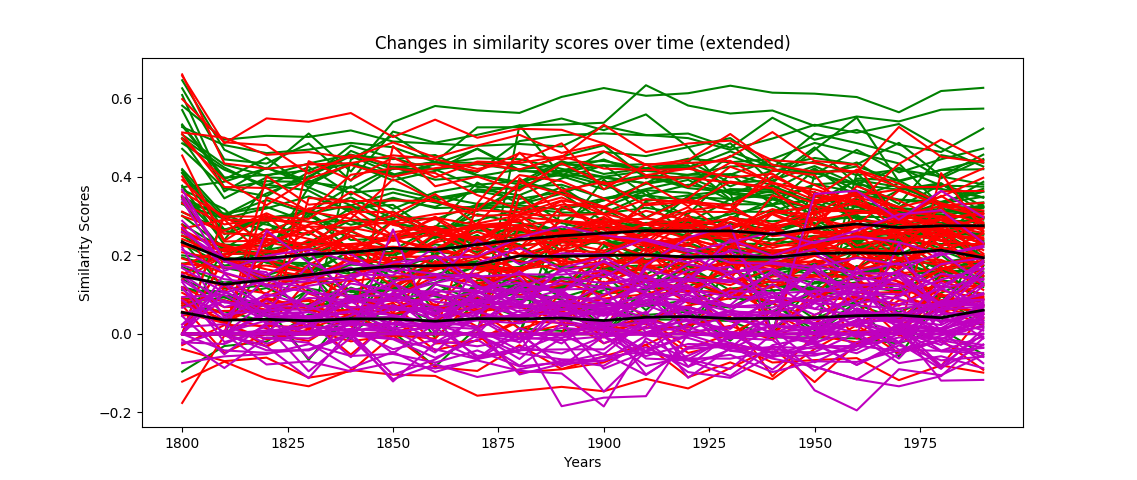 Changes in similarity scores over time (extended)
Similarity Scores
0.6
0.4
0.2
0.0
−0.2
1800 1825 1850 1875 1900 1925 1950 1975
Years